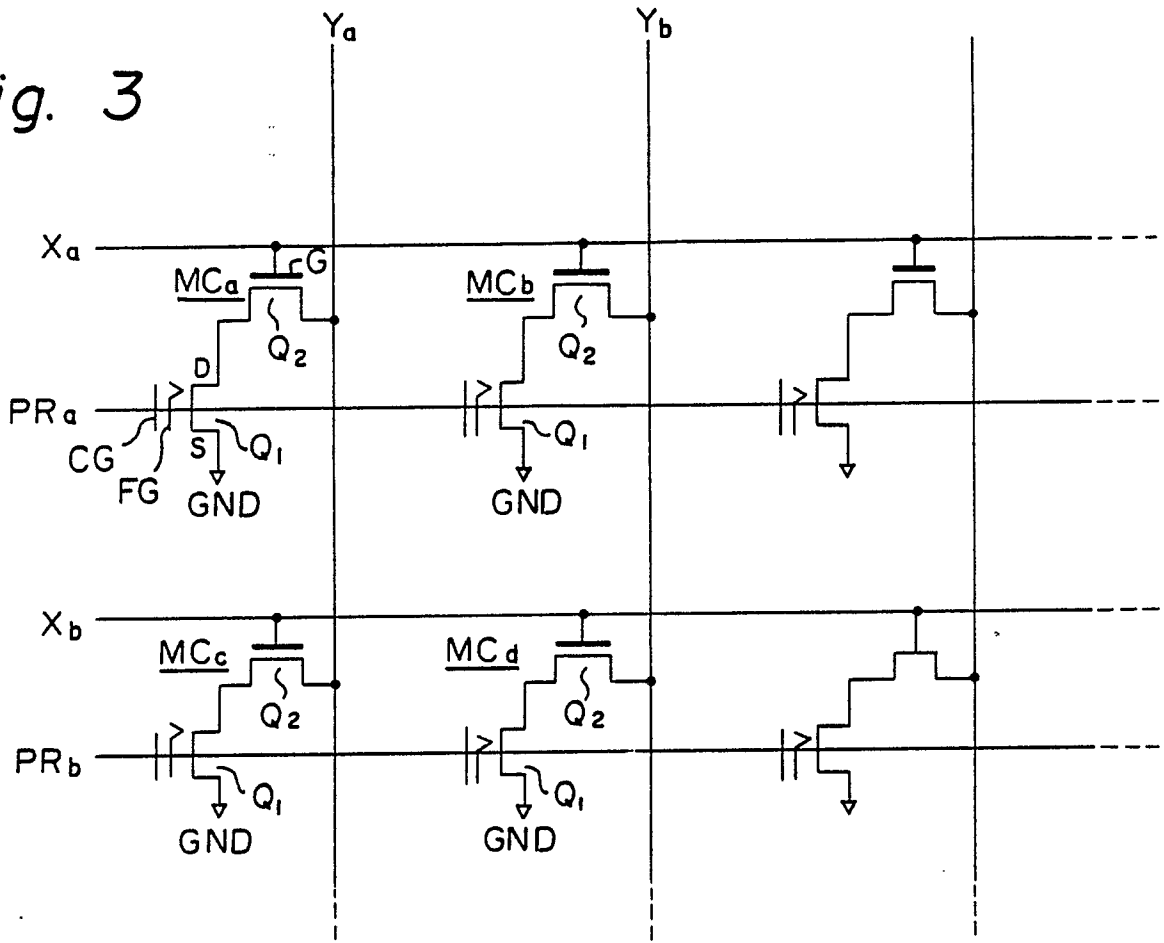 Ya Yb
ig. 3
Xa
MCa G MCb
Q2 Q2
D
PRa
S Q1 Q1
CG
FG GND GND
Xb
MCc MCd
Q2 Q2
PRb
Q1 Q1
GND GND